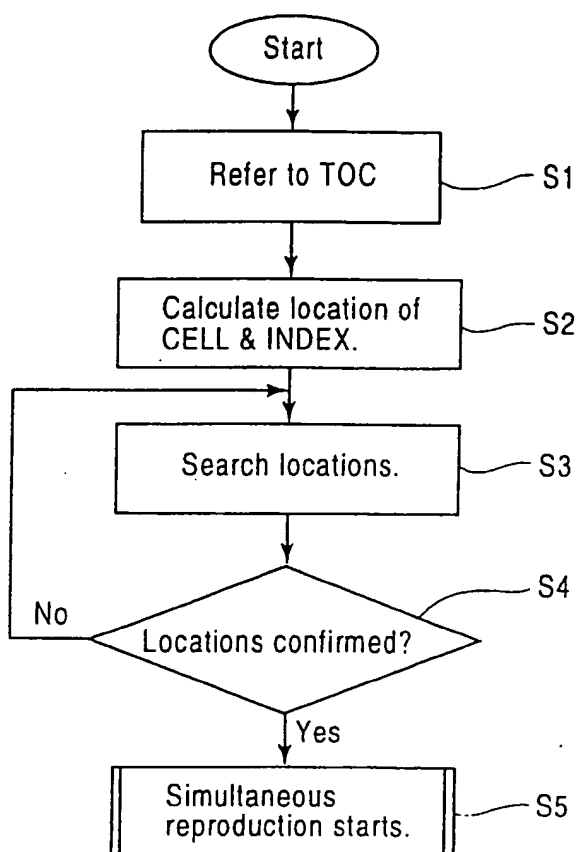 Start
Refer to TOC
S1
Calculate location of
CELL & INDEX.
S2
Search locations.
S3
S4
No
Locations confirmed?
Yes
Simultaneous
reproduction starts.
S5